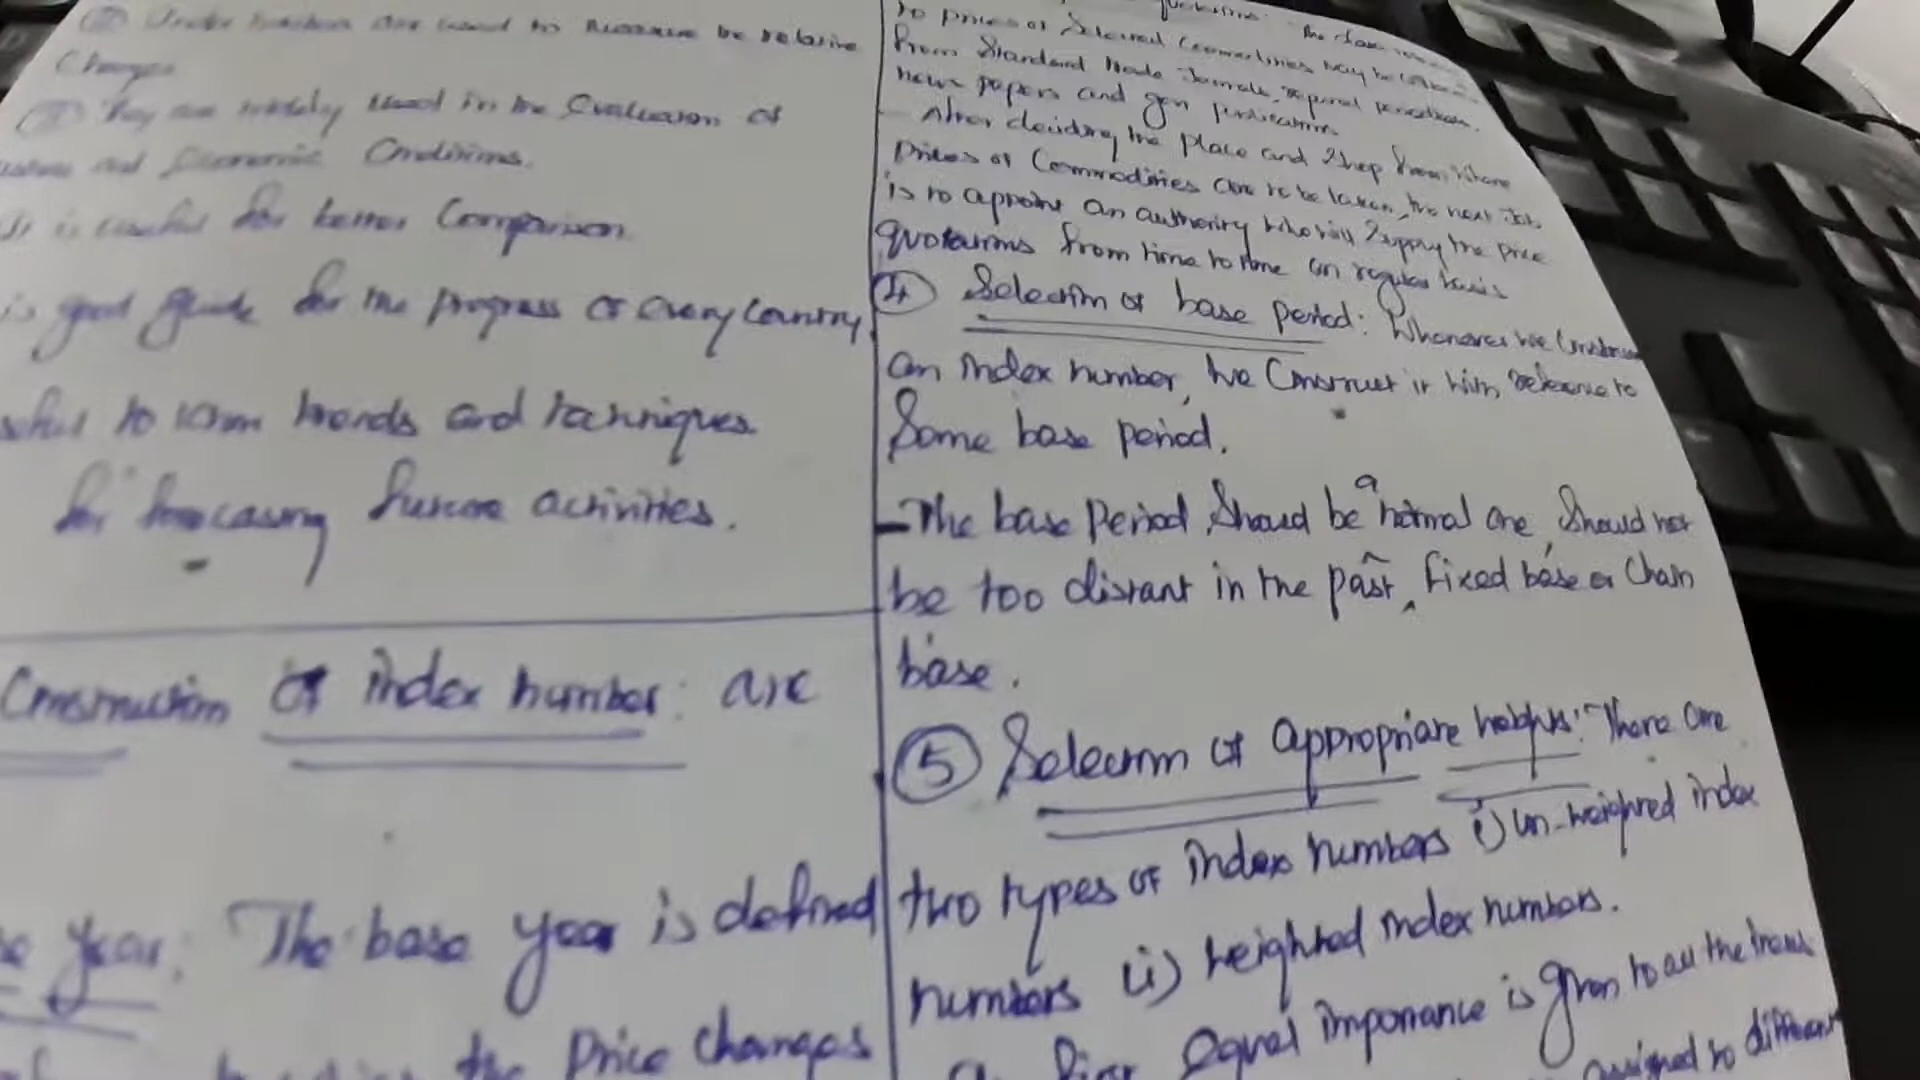 Index numbers are used to measure the relative
Changes
They are widely used in the Evaluation of
and Economic Conditions.
It is useful for better Comparison
is good guide for the progress of every Country
to know trends and techniques
for forecasing future activities.
Construction of index number: are
year: The base year is defined
the Price changes
to prices of Selected Commodities may be
from Standard trade Journals,
news papers and gov publications
- After deciding the place and Shop from where
Prices of Commodities are to be taken, the next Job
is to appoint an authority who will Supply the price
quotations from time to time on regular basis
④ Selection of base period: Whenever we Construct
an index number, we Construct it with reference to
Some base period.
- The base Period, Should be a normal one, Should not
be too distant in the past, fixed base or Chain
base.
⑤ Selection of appropriate weights: There are
two types of index numbers i) un-weighted index
numbers ii) weighted index numbers.
equal importance is given to all the items
assigned to different